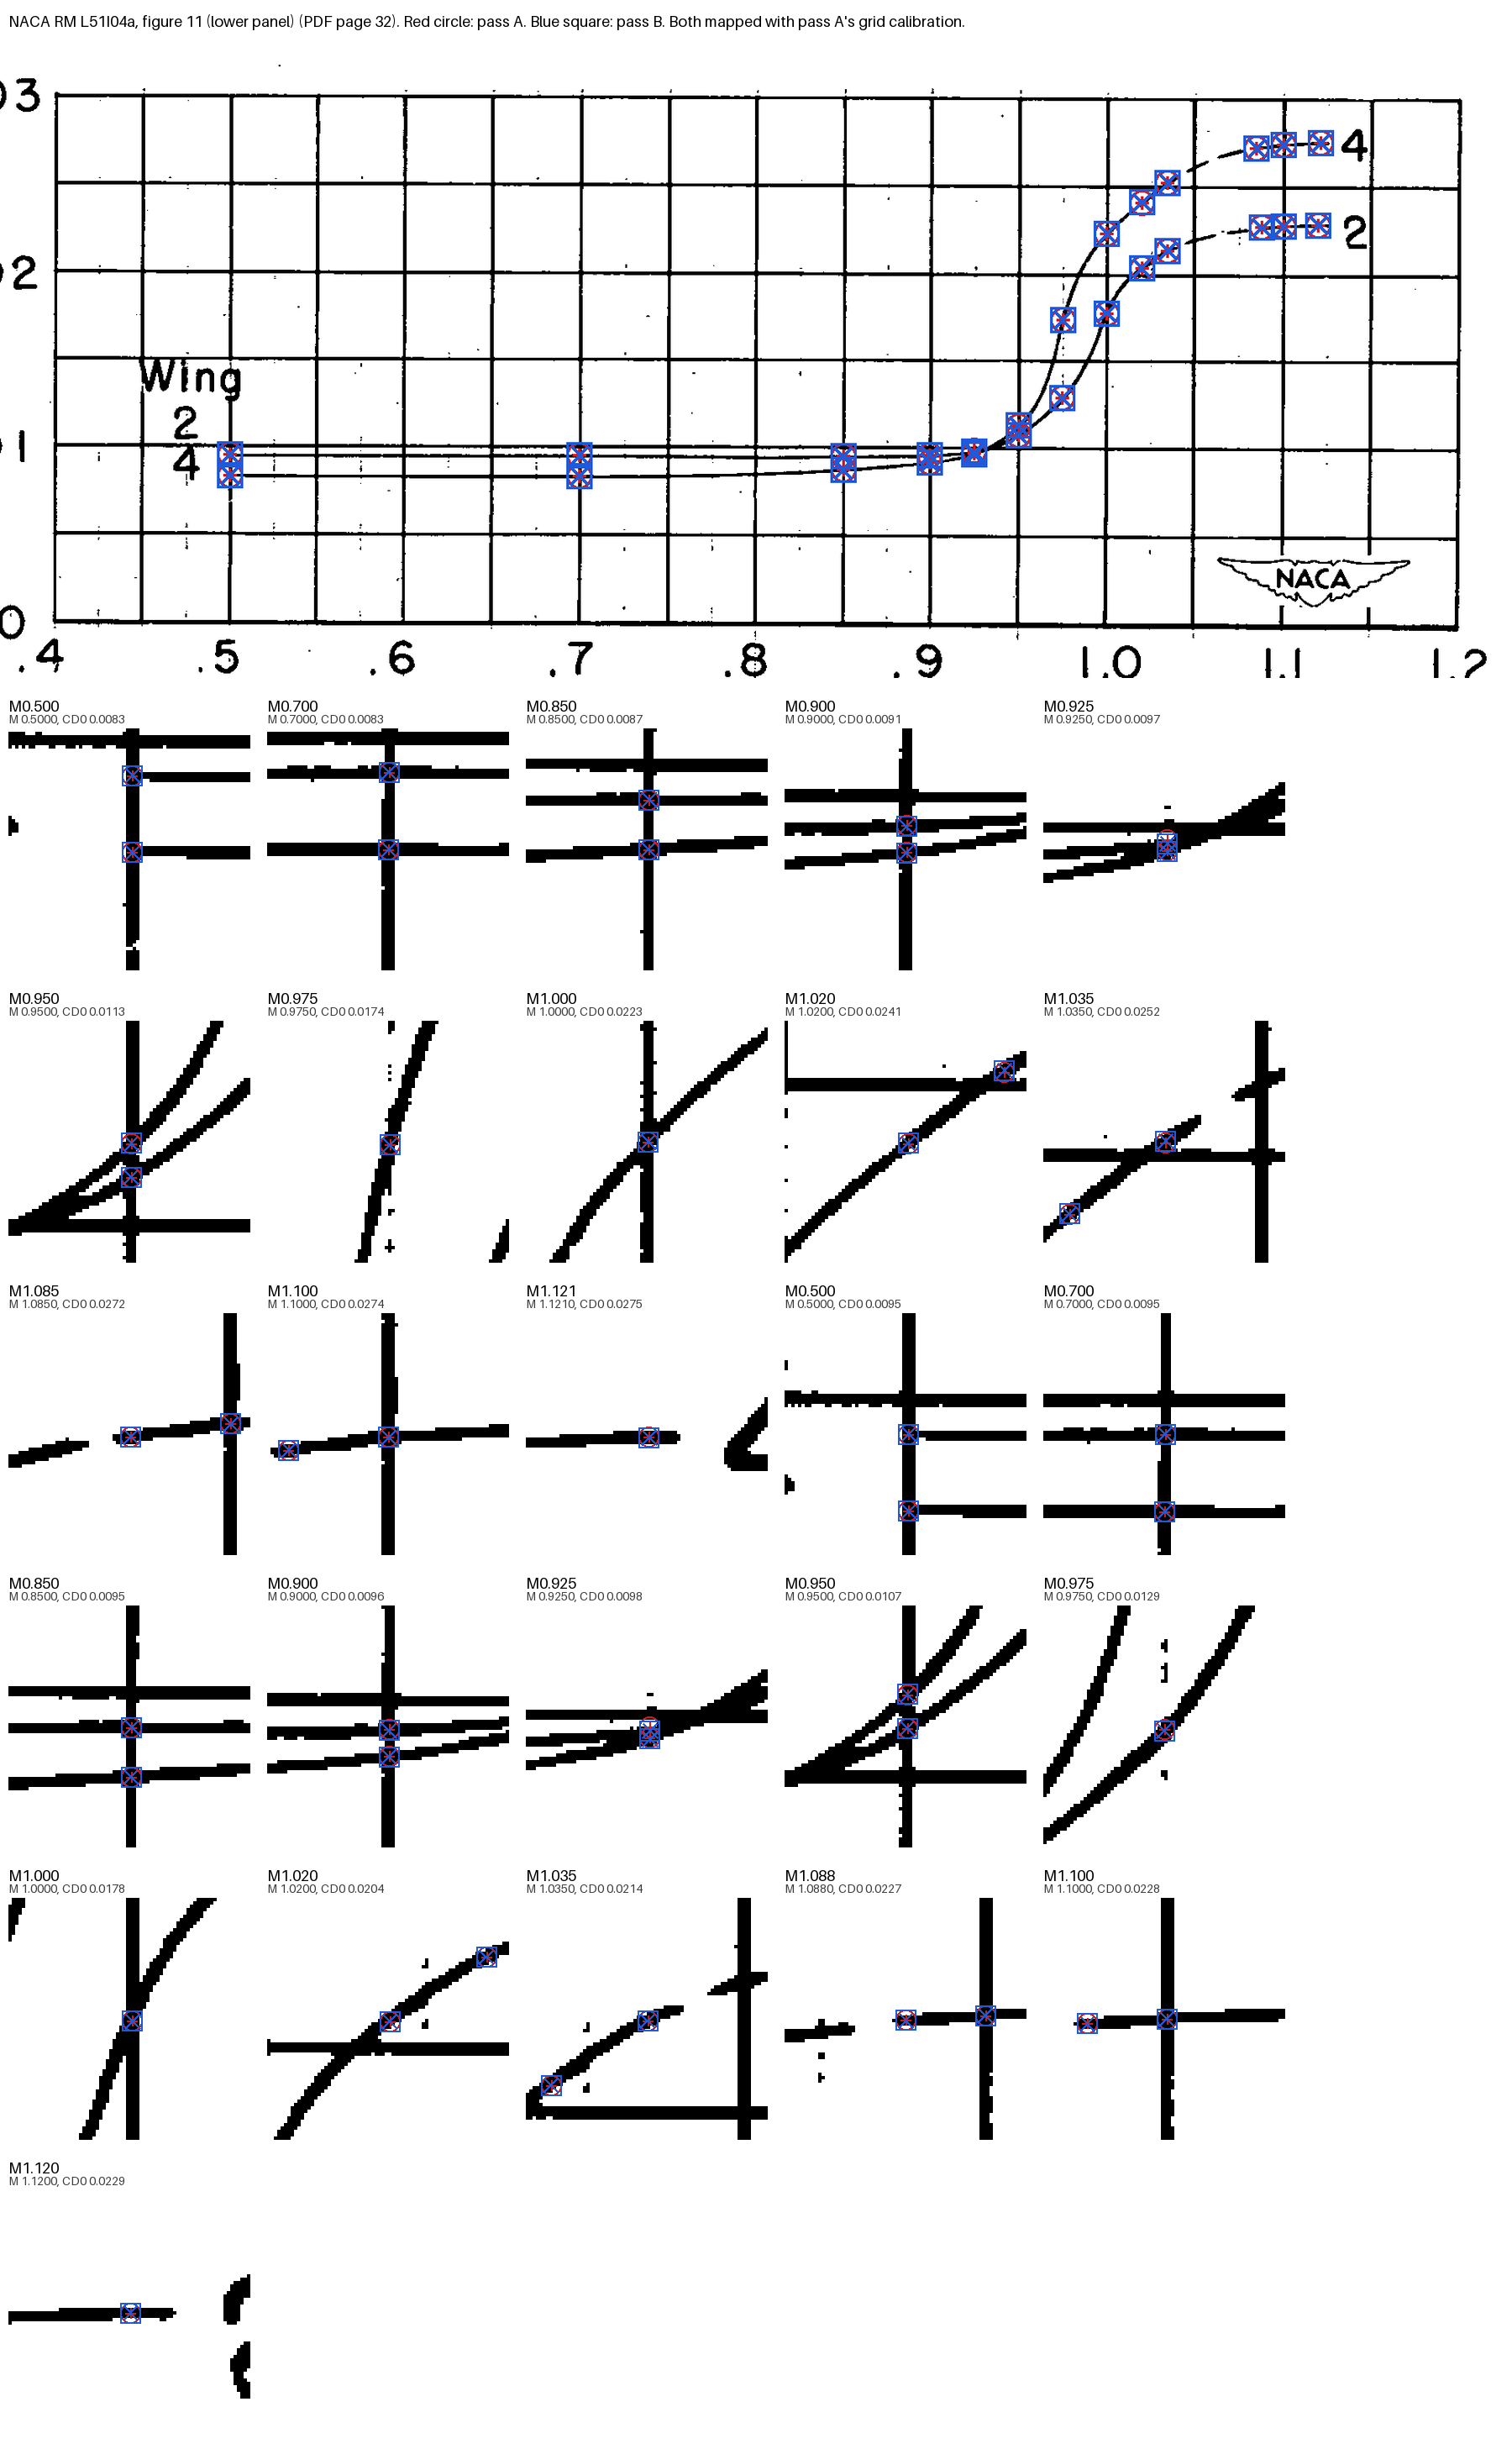 NACA RM L51I04a, figure 11 (lower panel) (PDF page 32). Red circle: pass A. Blue square: pass B. Both mapped with pass A's grid calibration.
03
4
2
02
Wing
2
4
01
NACA
0
.4 .5 .6 .7 .8 .9 1.0 1.1 1.2
M0.500 M0.700 M0.850 M0.900 M0.925
M 0.5000, CD0 0.0083 M 0.7000, CD0 0.0083 M 0.8500, CD0 0.0087 M 0.9000, CD0 0.0091 M 0.9250, CD0 0.0097
M0.950 M0.975 M1.000 M1.020 M1.035
M 0.9500, CD0 0.0113 M 0.9750, CD0 0.0174 M 1.0000, CD0 0.0223 M 1.0200, CD0 0.0241 M 1.0350, CD0 0.0252
M1.085 M1.100 M1.121 M0.500 M0.700
M 1.0850, CD0 0.0272 M 1.1000, CD0 0.0274 M 1.1210, CD0 0.0275 M 0.5000, CD0 0.0095 M 0.7000, CD0 0.0095
M0.850 M0.900 M0.925 M0.950 M0.975
M 0.8500, CD0 0.0095 M 0.9000, CD0 0.0096 M 0.9250, CD0 0.0098 M 0.9500, CD0 0.0107 M 0.9750, CD0 0.0129
M1.000 M1.020 M1.035 M1.088 M1.100
M 1.0000, CD0 0.0178 M 1.0200, CD0 0.0204 M 1.0350, CD0 0.0214 M 1.0880, CD0 0.0227 M 1.1000, CD0 0.0228
M1.120
M 1.1200, CD0 0.0229